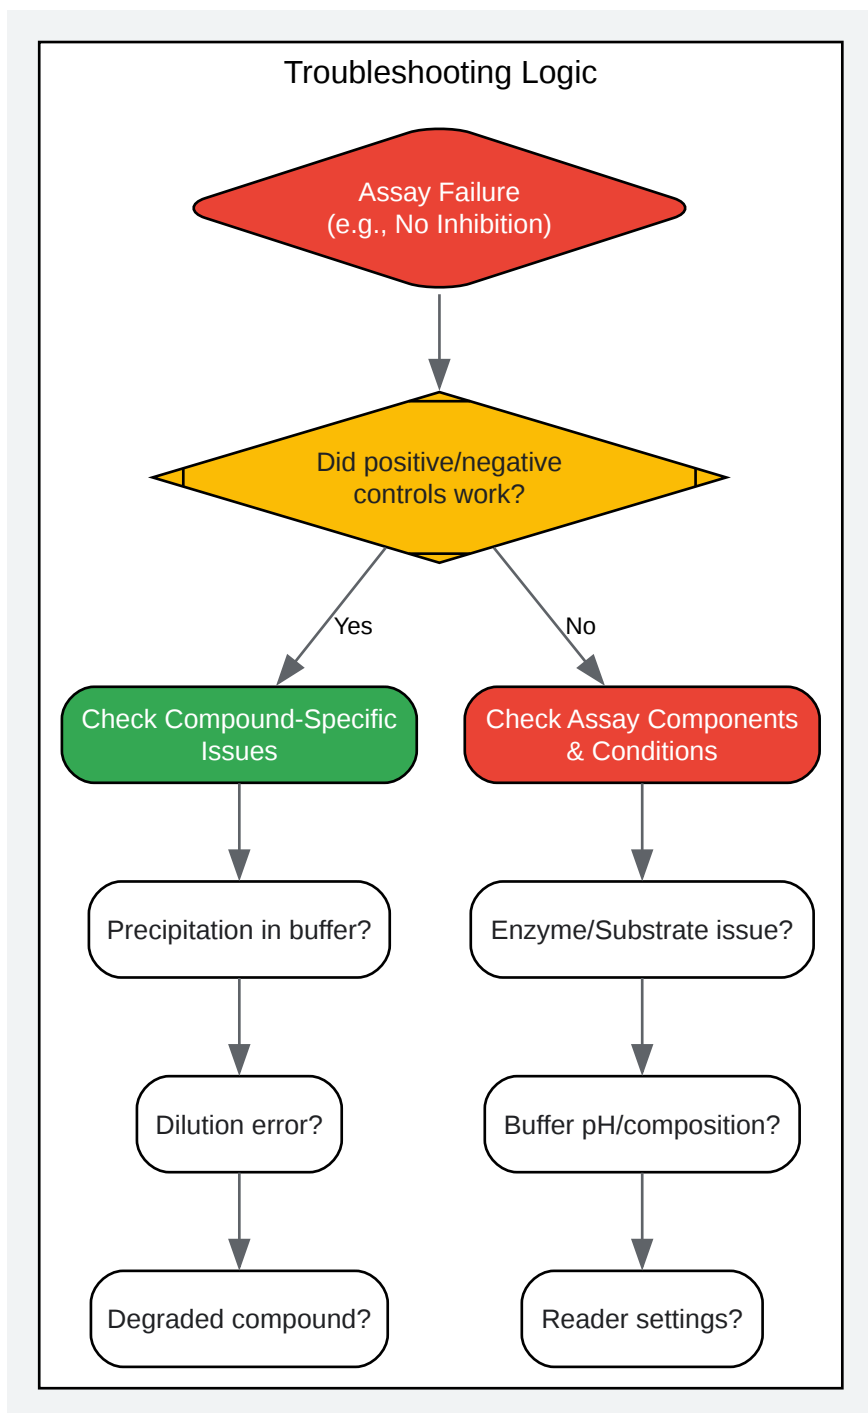 Troubleshooting Logic
Assay Failure
(e.g., No Inhibition)
Did positive/negative
controls work?
Yes
No
Check Compound-Specific
Issues
Check Assay Components
& Conditions
Precipitation in buffer?
Enzyme/Substrate issue?
Dilution error?
Buffer pH/composition?
Degraded compound?
Reader settings?